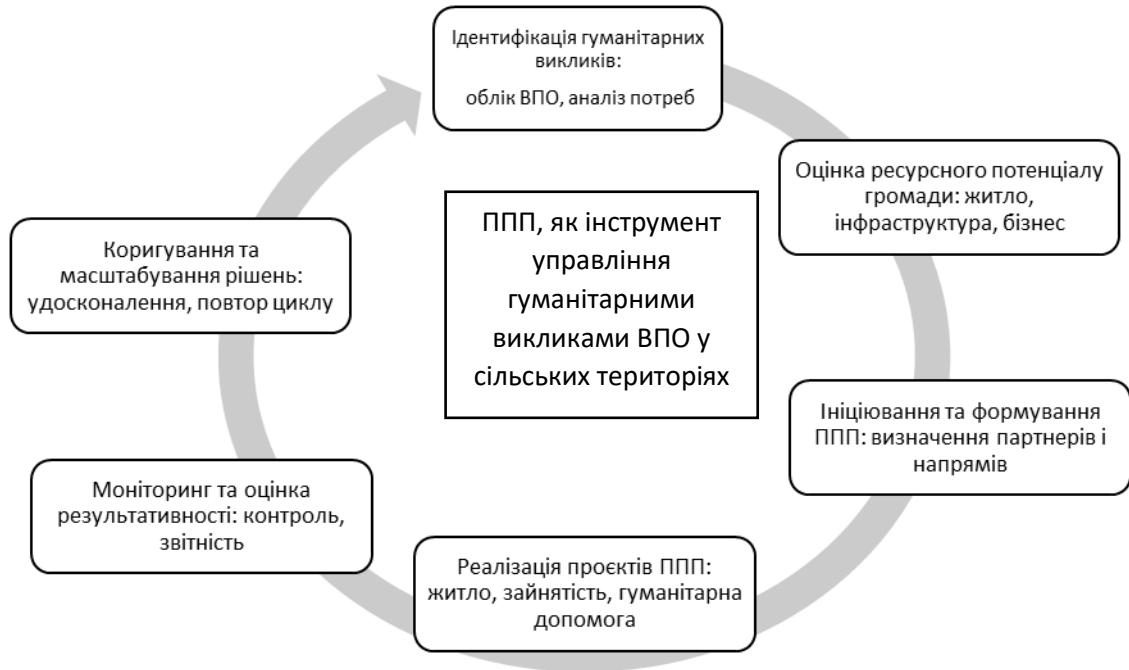 Ідентифікація гуманітарних
викликів:
облік ВПО, аналіз потреб
Оцінка ресурсного потенціалу
громади: житло,
інфраструктура, бізнес
Ініціювання та формування
ППП: визначення партнерів і
напрямів
Реалізація проєктів ППП:
житло, зайнятість, гуманітарна
допомога
Моніторинг та оцінка
результативності: контроль,
звітність
Коригування та
масштабування рішень:
удосконалення, повтор циклу
ППП, як інструмент
управління
гуманітарними
викликами ВПО у
сільських територіях